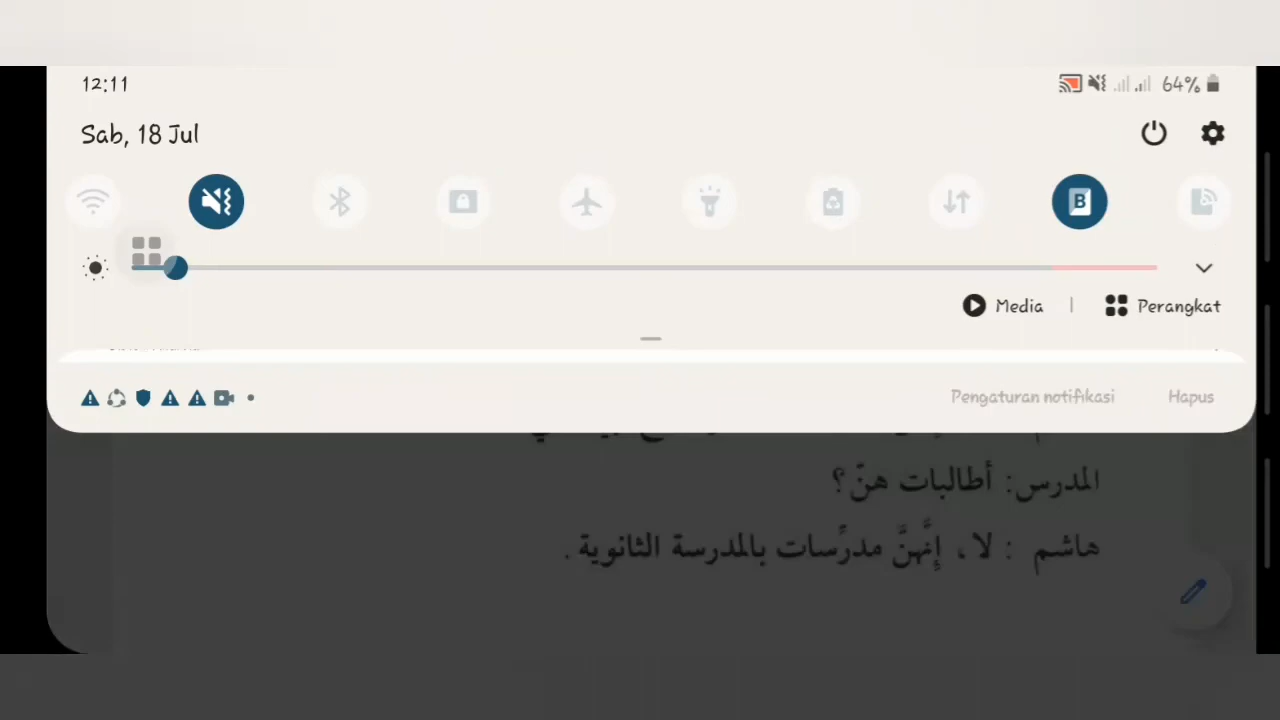 12:11
64%
Sab, 18 Jul
Media | Perangkat
Pengaturan notifikasi Hapus
المدرس: أطالبات هنّ؟
هاشم : لا، إِنَّهنَّ مدرِّسات بالمدرسة الثانوية.